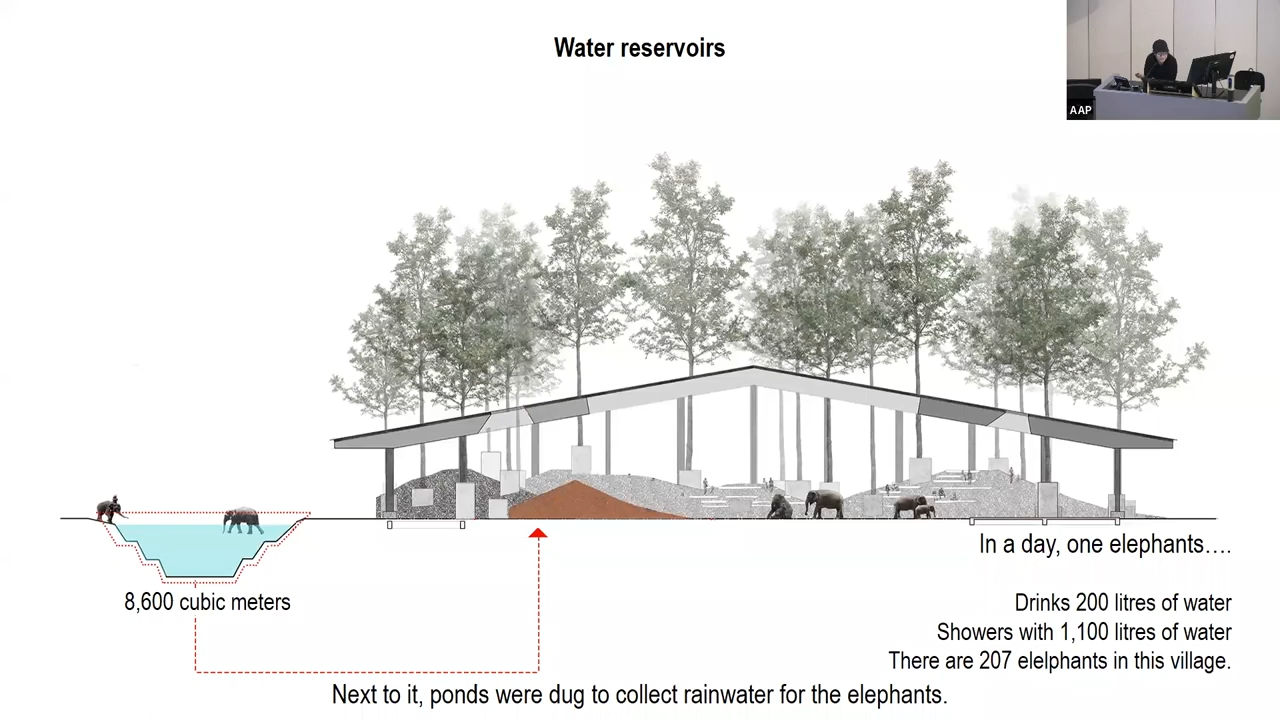 Water reservoirs
AAP
In a day, one elephants….
8,600 cubic meters
Drinks 200 litres of water
Showers with 1,100 litres of water
There are 207 elelphants in this village.
Next to it, ponds were dug to collect rainwater for the elephants.